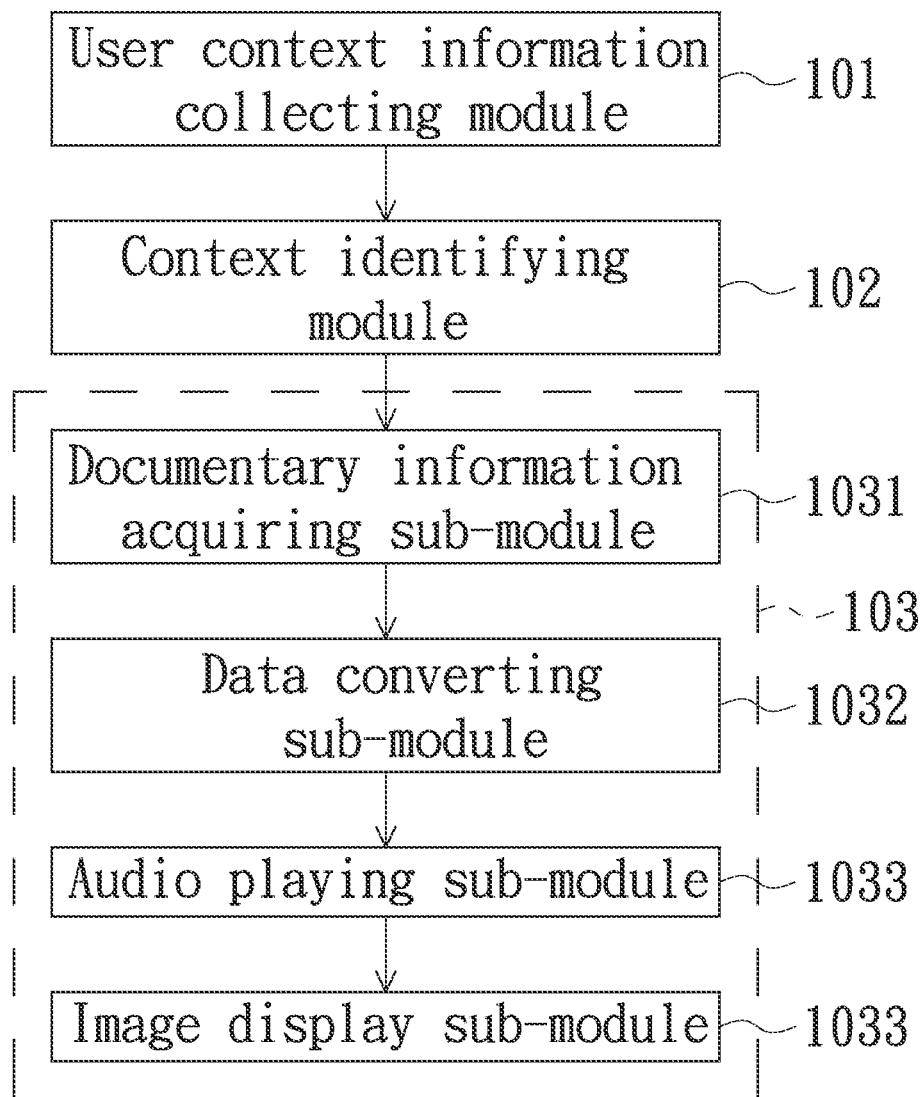 User context information
collecting module
101
Context identifying
module
102
Documentary information
acquiring sub-module
1031
103
Data converting
sub-module
1032
Audio playing sub-module
1033
Image display sub-module
1033